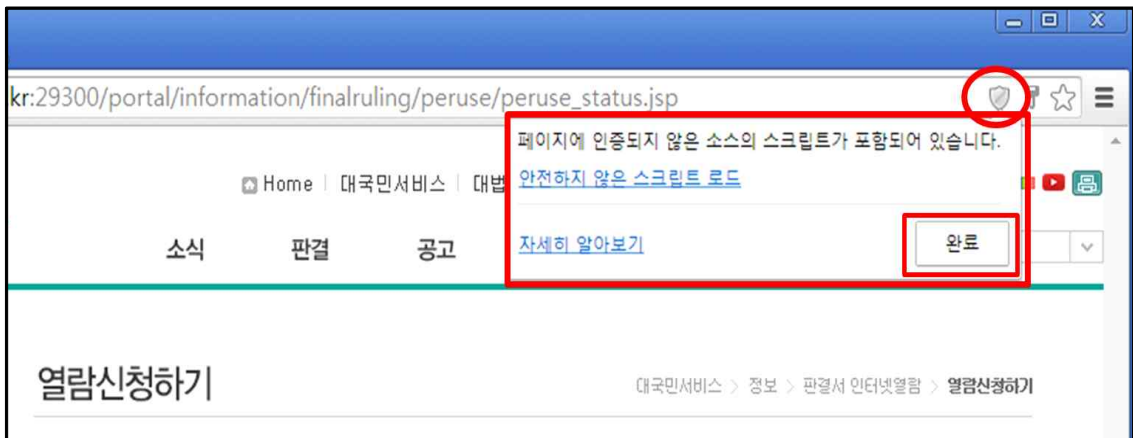 kr:29300/portal/information/finalruling/peruse/peruse_status.jsp
페이지에 인증되지 않은 소스의 스크립트가 포함되어 있습니다.
안전하지 않은 스크립트 로드
Home 대국민서비스 대법
자세히 알아보기 완료
소식 판결 공고
열람신청하기
대국민서비스 > 정보 > 판결서 인터넷열람 > 열람신청하기